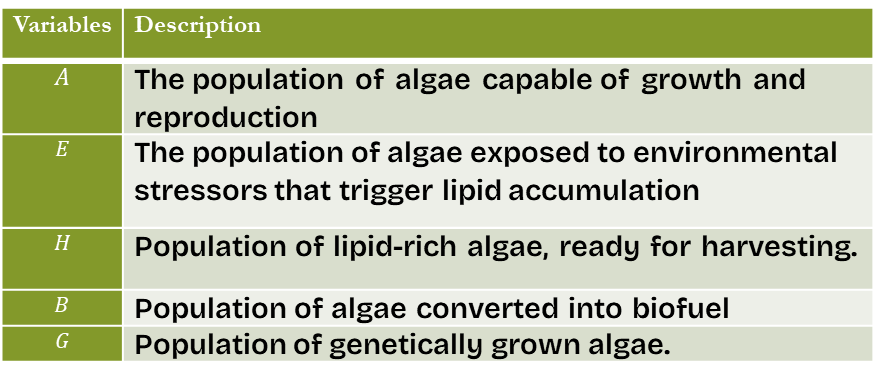 Variables Description
A The population of algae capable of growth and
reproduction
E The population of algae exposed to environmental
stressors that trigger lipid accumulation
H Population of lipid-rich algae, ready for harvesting.
B Population of algae converted into biofuel
G Population of genetically grown algae.